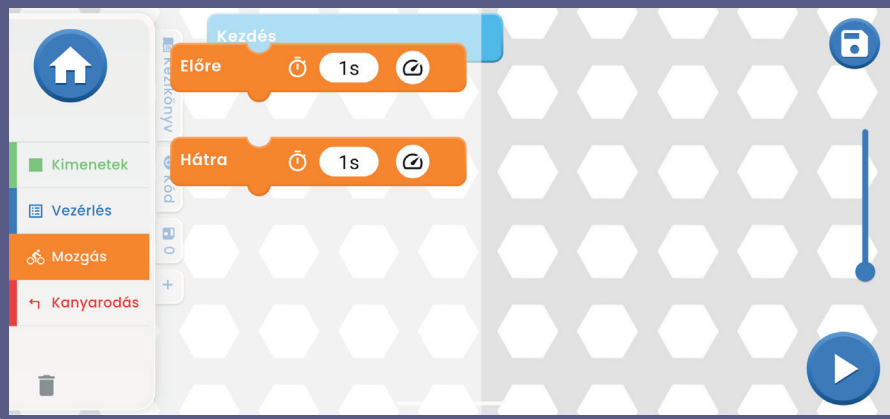 Kezdés
Előre 1s
Hátra 1s
Kézikönyv
Kód
0
+
Kimenetek
Vezérlés
Mozgás
Kanyarodás